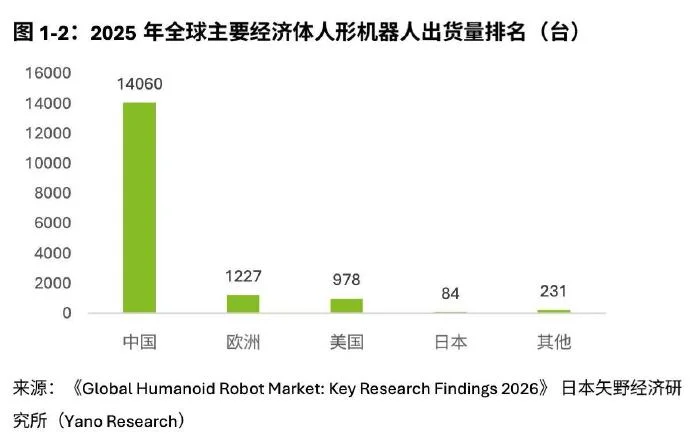 图 1-2：2025 年全球主要经济体人形机器人出货量排名（台）
16000
14000
12000
10000
8000
6000
4000
2000
0
14060
1227
978
84
231
中国
欧洲
美国
日本
其他
来源：《Global Humanoid Robot Market: Key Research Findings 2026》 日本矢野经济研
究所（Yano Research）